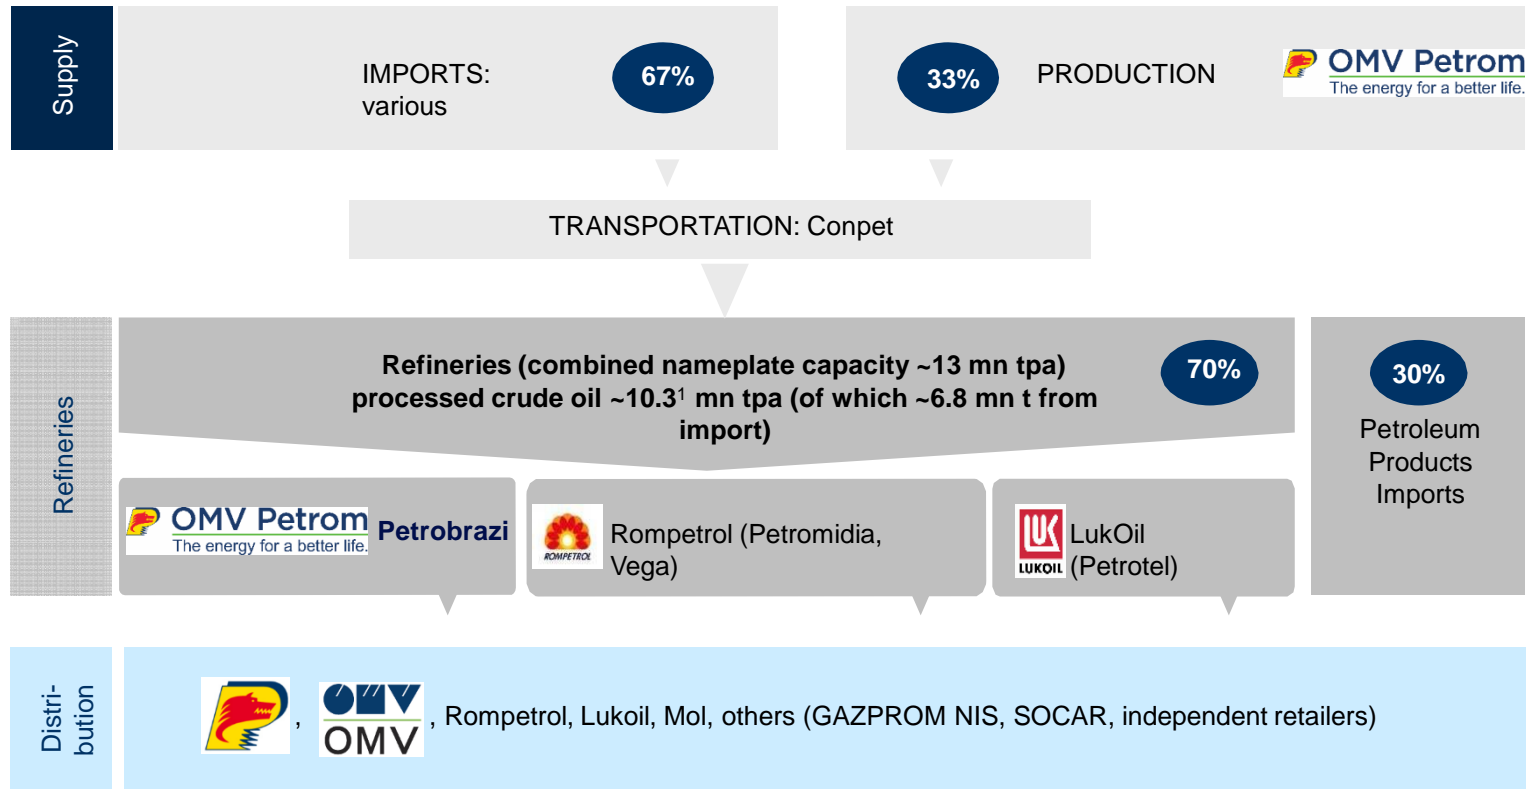 Supply
IMPORTS:
various
67%
33%
PRODUCTION
OMV Petrom
The energy for a better life.
TRANSPORTATION: Conpet
Refineries
Refineries (combined nameplate capacity ~13 mn tpa)
processed crude oil ~10.3¹ mn tpa (of which ~6.8 mn t from
import)
70%
30%
Petroleum
Products
Imports
OMV Petrom
The energy for a better life.
Petrobrazi
ROMPETROL
Rompetrol (Petromidia,
Vega)
LUK
LUKOIL
LukOil
(Petrotel)
Distri-
bution
,
OMV
OMV
, Rompetrol, Lukoil, Mol, others (GAZPROM NIS, SOCAR, independent retailers)